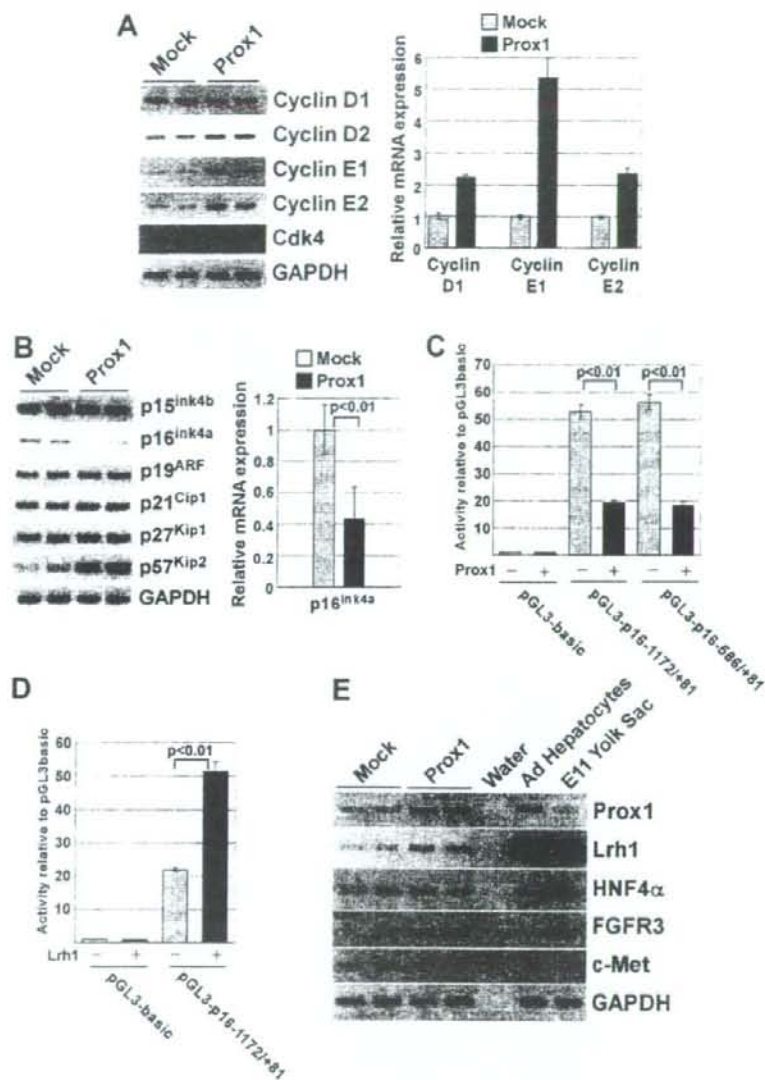 A
Mock Prox1
Cyclin D1
Cyclin D2
Cyclin E1
Cyclin E2
Cdk4
GAPDH
Mock
Prox1
Relative mRNA expression
6
5
4
3
2
1
0
Cyclin D1
Cyclin E1
Cyclin E2
B
Mock Prox1
p15ink4b
p16ink4a
p19ARF
p21Cip1
p27Kip1
p57Kip2
GAPDH
Mock
Prox1
Relative mRNA expression
1.2
1
0.8
0.6
0.4
0.2
0
p<0.01
p16ink4a
C
Activity relative to pGL3basic
60
50
40
30
20
10
p<0.01 p<0.01
Prox1 − + − + − +
pGL3-basic
pGL3-p16-1172/+81
pGL3-p16-586/+81
D
Activity relative to pGL3basic
60
50
40
30
20
10
p<0.01
Lrh1 − + − +
pGL3-basic
pGL3-p16-1172/+81
E
Mock Prox1 Water Ad Hepatocytes E11 Yolk Sac
Prox1
Lrh1
HNF4α
FGFR3
c-Met
GAPDH